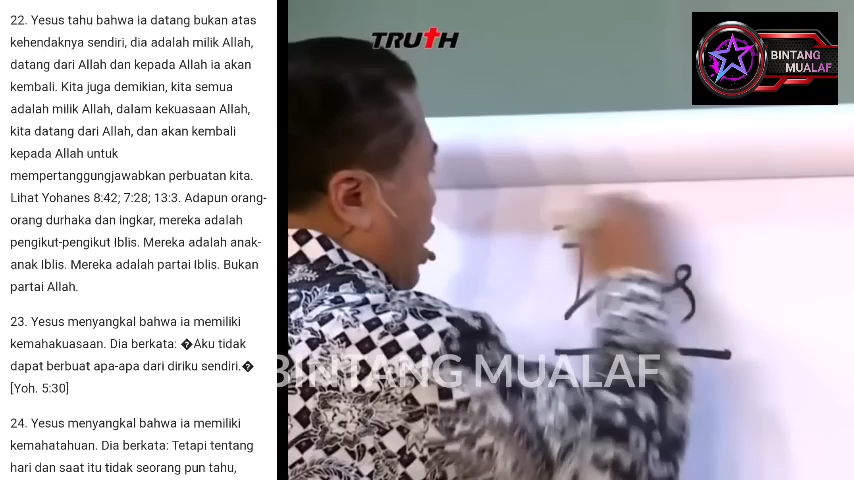 22. Yesus tahu bahwa ia datang bukan atas
kehendaknya sendiri, dia adalah milik Allah,
datang dari Allah dan kepada Allah ia akan
kembali. Kita juga demikian, kita semua
adalah milik Allah, dalam kekuasaan Allah,
kita datang dari Allah, dan akan kembali
kepada Allah untuk
mempertanggungjawabkan perbuatan kita.
Lihat Yohanes 8:42; 7:28; 13:3. Adapun orang-
orang durhaka dan ingkar, mereka adalah
pengikut-pengikut Iblis. Mereka adalah anak-
anak Iblis. Mereka adalah partai Iblis. Bukan
partai Allah.
23. Yesus menyangkal bahwa ia memiliki
kemahakuasaan. Dia berkata: �Aku tidak
dapat berbuat apa-apa dari diriku sendiri.�
[Yoh. 5:30]
24. Yesus menyangkal bahwa ia memiliki
kemahatahuan. Dia berkata: Tetapi tentang
hari dan saat itu tidak seorang pun tahu,
TRUTH
BINTANG
MUALAF
BINTANG MUALAF